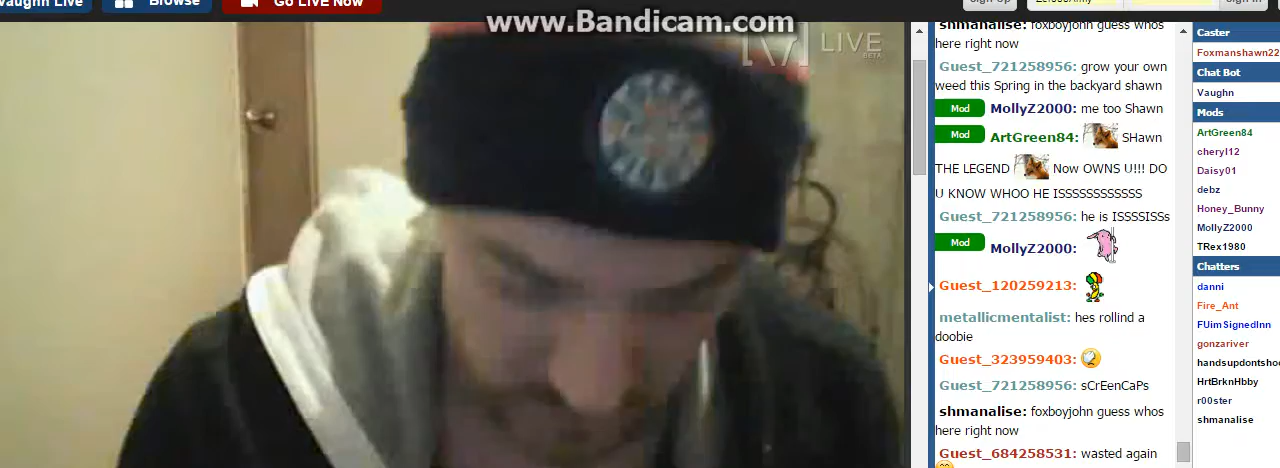 Vaughn Live
Browse
Go LIVE Now
www.Bandicam.com
Sign Up
Sign In
[V] LIVE
BETA
shmanalise: foxboyjohn guess whos
here right now
Guest_721258956: grow your own
weed this Spring in the backyard shawn
Mod MollyZ2000: me too Shawn
Mod ArtGreen84: SHawn
THE LEGEND Now OWNS U!!! DO
U KNOW WHOO HE ISSSSSSSSSSSS
Guest_721258956: he is ISSSSISSs
Mod MollyZ2000:
Guest_120259213:
metallicmentalist: hes rollind a
doobie
Guest_323959403:
Guest_721258956: sCrEenCaPs
shmanalise: foxboyjohn guess whos
here right now
Guest_684258531: wasted again
Caster
Foxmanshawn22
Chat Bot
Vaughn
Mods
ArtGreen84
cheryl12
Daisy01
debz
Honey_Bunny
MollyZ2000
TRex1980
Chatters
danni
Fire_Ant
FUimSignedInn
gonzariver
handsupdontshoo
HrtBrknHbby
r00ster
shmanalise